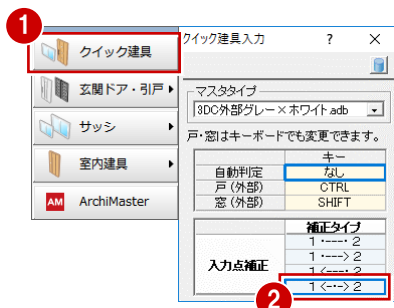 1
クイック建具
玄関ドア・引戸
サッシ
室内建具
AM ArchiMaster
クイック建具入力 ? ×
マスタタイプ
3DC外部グレー×ホワイト.adb
戸・窓はキーボードでも変更できます。
キー
自動判定 なし
戸(外部) CTRL
窓(外部) SHIFT
補正タイプ
入力点補正
1 ・---・ 2
1 ・---> 2
1 <---・ 2
1 <-・-> 2
2